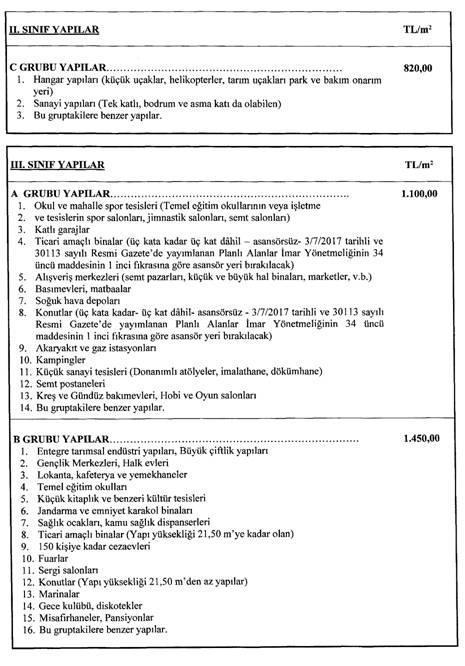 II. SINIF YAPILAR TL/m²
C GRUBU YAPILAR……………………………………………………… 820,00
1. Hangar yapıları (küçük uçaklar, helikopterler, tarım uçakları park ve bakım onarım
yeri)
2. Sanayi yapıları (Tek katlı, bodrum ve asma katı da olabilen)
3. Bu gruptakilere benzer yapılar.
III. SINIF YAPILAR TL/m²
A GRUBU YAPILAR……………………………………………………… 1.100,00
1. Okul ve mahalle spor tesisleri (Temel eğitim okullarının veya işletme
2. ve tesislerin spor salonları, jimnastik salonları, semt salonları)
3. Katlı garajlar
4. Ticari amaçlı binalar (üç kata kadar üç kat dâhil – asansörsüz- 3/7/2017 tarihli ve
30113 sayılı Resmi Gazete'de yayımlanan Planlı Alanlar İmar Yönetmeliğinin 34
üncü maddesinin 1 inci fıkrasına göre asansör yeri bırakılacak)
5. Alışveriş merkezleri (semt pazarları, küçük ve büyük hal binaları, marketler, v.b.)
6. Basımevleri, matbaalar
7. Soğuk hava depoları
8. Konutlar (üç kata kadar- üç kat dâhil- asansörsüz - 3/7/2017 tarihli ve 30113 sayılı
Resmi Gazete'de yayımlanan Planlı Alanlar İmar Yönetmeliğinin 34 üncü
maddesinin 1 inci fıkrasına göre asansör yeri bırakılacak)
9. Akaryakıt ve gaz istasyonları
10. Kampingler
11. Küçük sanayi tesisleri (Donanımlı atölyeler, imalathane, dökümhane)
12. Semt postaneleri
13. Kreş ve Gündüz bakımevleri, Hobi ve Oyun salonları
14. Bu gruptakilere benzer yapılar.
B GRUBU YAPILAR……………………………………………………… 1.450,00
1. Entegre tarımsal endüstri yapıları, Büyük çiftlik yapıları
2. Gençlik Merkezleri, Halk evleri
3. Lokanta, kafeterya ve yemekhaneler
4. Temel eğitim okulları
5. Küçük kitaplık ve benzeri kültür tesisleri
6. Jandarma ve emniyet karakol binaları
7. Sağlık ocakları, kamu sağlık dispanserleri
8. Ticari amaçlı binalar (Yapı yüksekliği 21,50 m'ye kadar olan)
9. 150 kişiye kadar cezaevleri
10. Fuarlar
11. Sergi salonları
12. Konutlar (Yapı yüksekliği 21,50 m'den az yapılar)
13. Marinalar
14. Gece kulübü, diskotekler
15. Misafirhaneler, Pansiyonlar
16. Bu gruptakilere benzer yapılar.